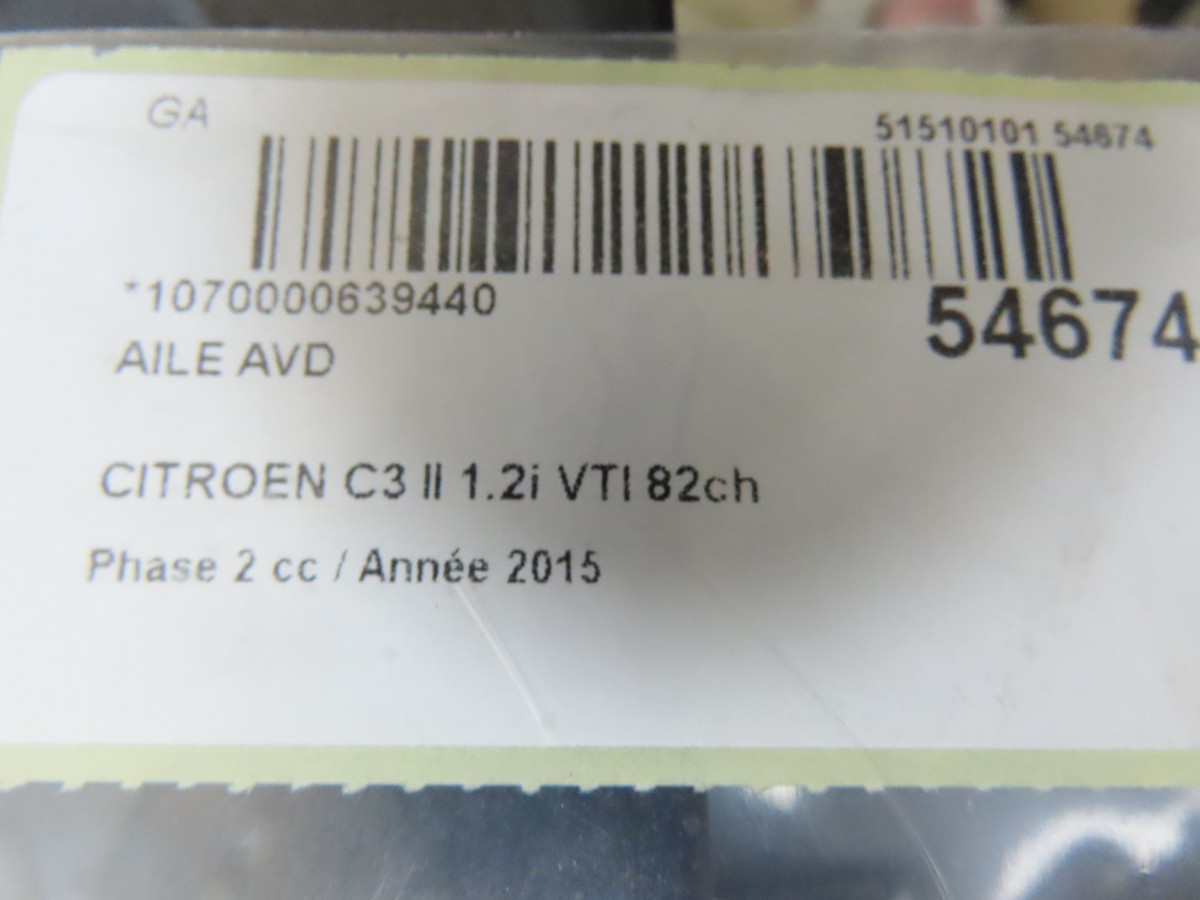 GA
51510101 54674
*1070000639440
54674
AILE AVD
CITROEN C3 II 1.2i VTI 82ch
Phase 2 cc / Année 2015